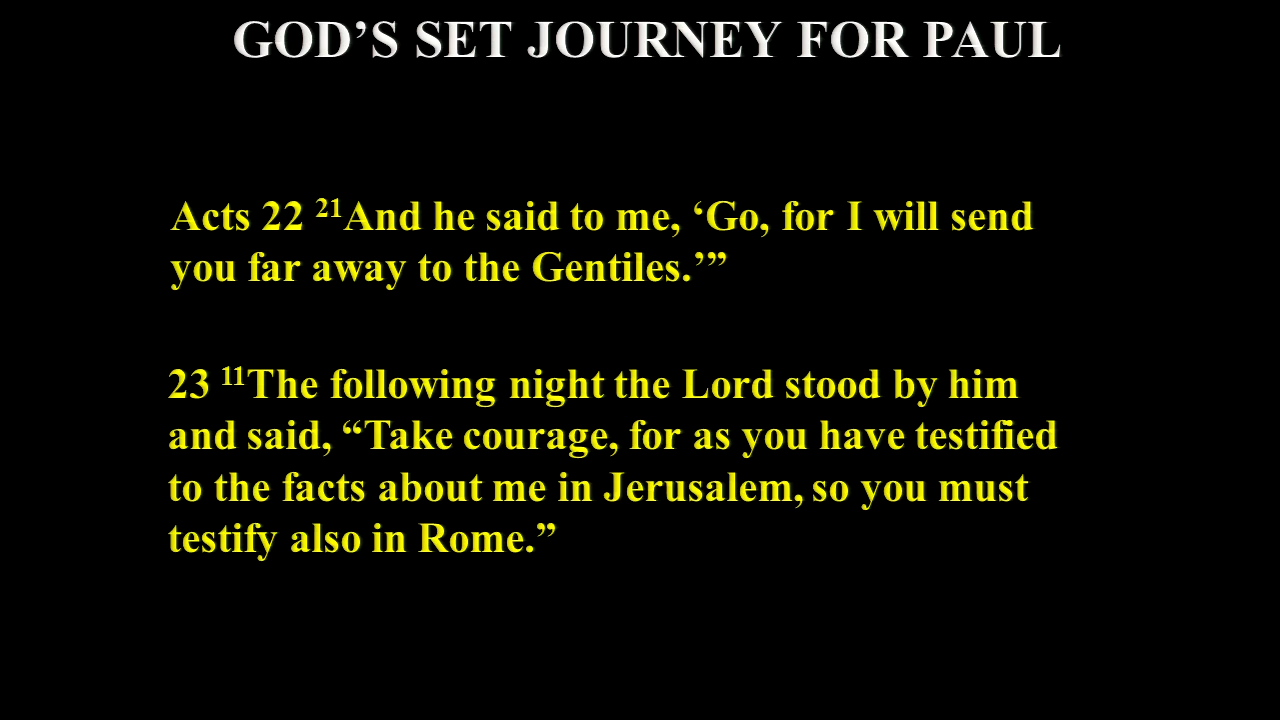 GOD’S SET JOURNEY FOR PAUL
Acts 22 21And he said to me, ‘Go, for I will send
you far away to the Gentiles.’”
23 11The following night the Lord stood by him
and said, “Take courage, for as you have testified
to the facts about me in Jerusalem, so you must
testify also in Rome.”